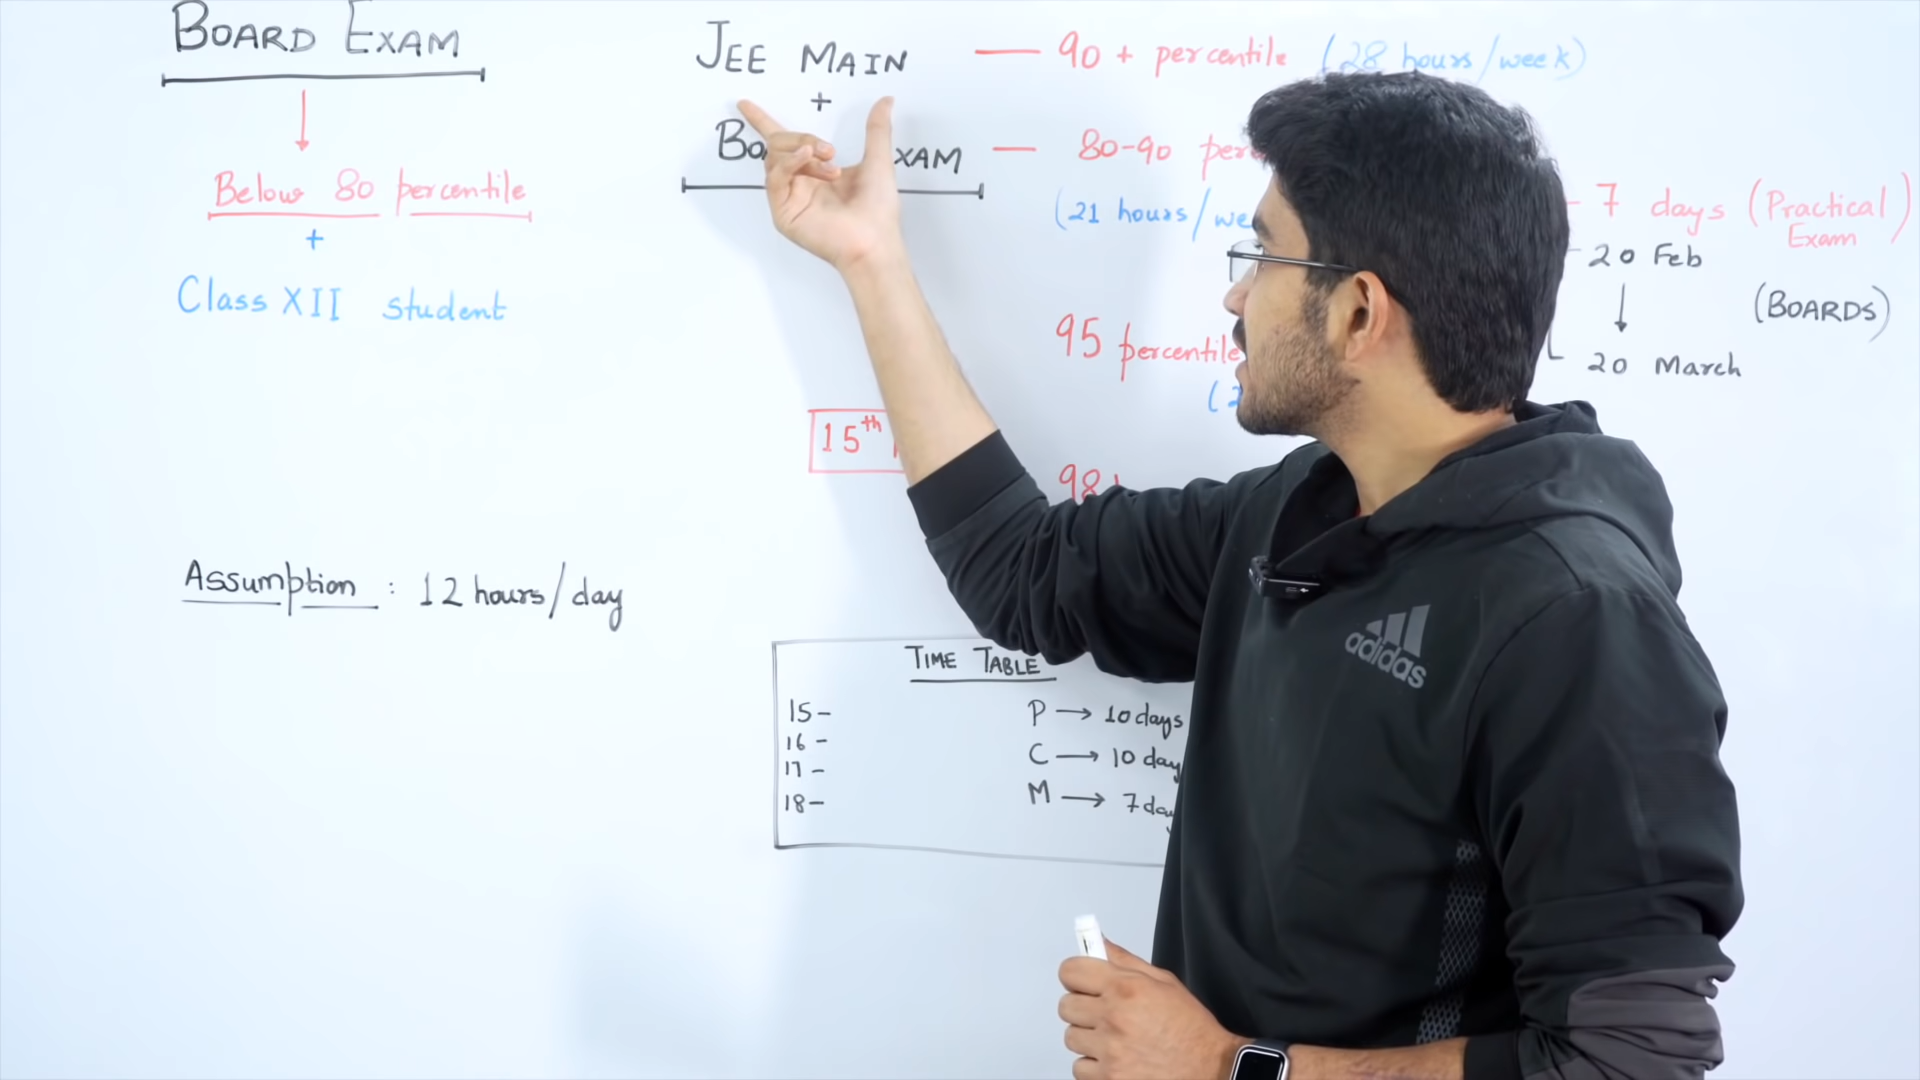 BOARD EXAM
Below 80 percentile
+
Class XII student
Assumption : 12 hours/day
JEE MAIN — 90 + percentile (28 hours/week)
+
— 80-90
(21 hours/
95 percentile
15th
98
7 days (Practical Exam)
20 Feb
↓
20 March
(BOARDS)
TIME TABLE
15 -
16 -
17 -
18 -
P → 10 days
C → 10
M → 7
adidas